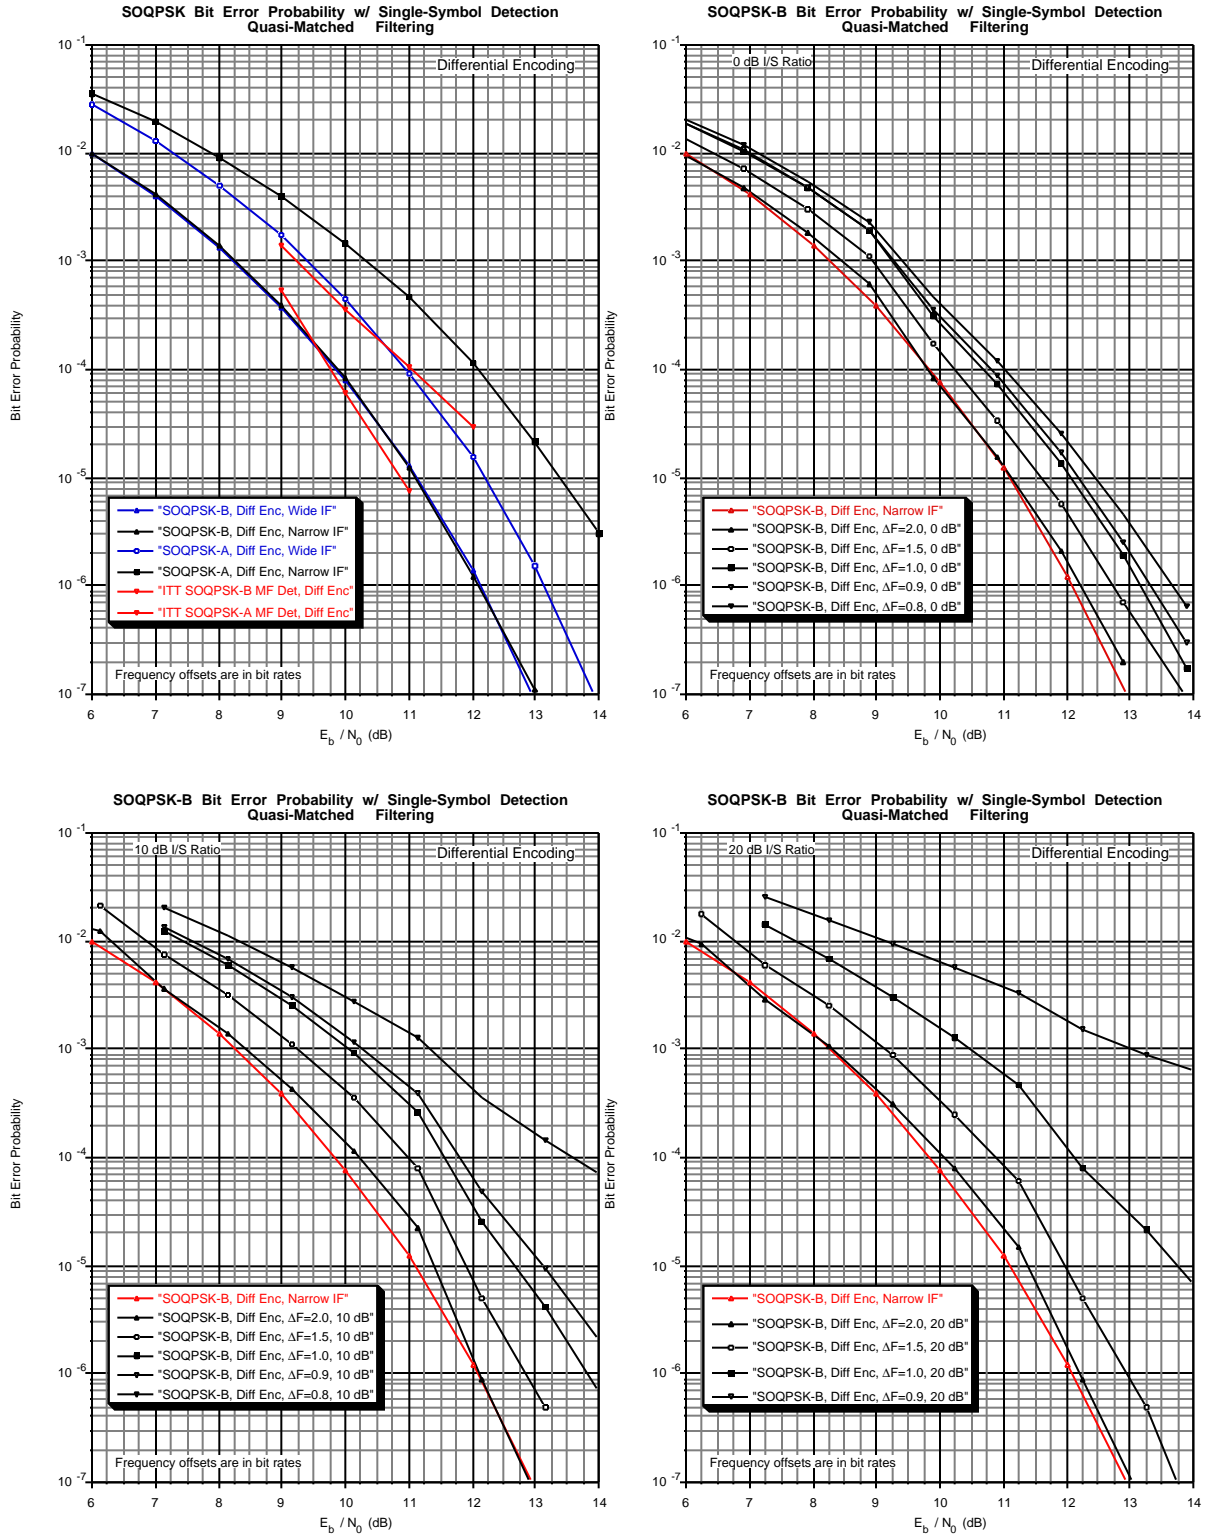 SOQPSK Bit Error Probability w/ Single-Symbol Detection
Quasi-Matched Filtering
Differential Encoding
10 -1
10 -2
10 -3
10 -4
10 -5
10 -6
10 -7
Bit Error Probability
"SOQPSK-B, Diff Enc, Wide IF"
"SOQPSK-B, Diff Enc, Narrow IF"
"SOQPSK-A, Diff Enc, Wide IF"
"SOQPSK-A, Diff Enc, Narrow IF"
"ITT SOQPSK-B MF Det, Diff Enc"
"ITT SOQPSK-A MF Det, Diff Enc"
Frequency offsets are in bit rates
6 7 8 9 10 11 12 13 14
E b / N 0 (dB)
SOQPSK-B Bit Error Probability w/ Single-Symbol Detection
Quasi-Matched Filtering
0 dB I/S Ratio
Differential Encoding
10 -1
10 -2
10 -3
10 -4
10 -5
10 -6
10 -7
Bit Error Probability
"SOQPSK-B, Diff Enc, Narrow IF"
"SOQPSK-B, Diff Enc, ΔF=2.0, 0 dB"
"SOQPSK-B, Diff Enc, ΔF=1.5, 0 dB"
"SOQPSK-B, Diff Enc, ΔF=1.0, 0 dB"
"SOQPSK-B, Diff Enc, ΔF=0.9, 0 dB"
"SOQPSK-B, Diff Enc, ΔF=0.8, 0 dB"
Frequency offsets are in bit rates
6 7 8 9 10 11 12 13 14
E b / N 0 (dB)
SOQPSK-B Bit Error Probability w/ Single-Symbol Detection
Quasi-Matched Filtering
10 dB I/S Ratio
Differential Encoding
10 -1
10 -2
10 -3
10 -4
10 -5
10 -6
10 -7
Bit Error Probability
"SOQPSK-B, Diff Enc, Narrow IF"
"SOQPSK-B, Diff Enc, ΔF=2.0, 10 dB"
"SOQPSK-B, Diff Enc, ΔF=1.5, 10 dB"
"SOQPSK-B, Diff Enc, ΔF=1.0, 10 dB"
"SOQPSK-B, Diff Enc, ΔF=0.9, 10 dB"
"SOQPSK-B, Diff Enc, ΔF=0.8, 10 dB"
Frequency offsets are in bit rates
6 7 8 9 10 11 12 13 14
E b / N 0 (dB)
SOQPSK-B Bit Error Probability w/ Single-Symbol Detection
Quasi-Matched Filtering
20 dB I/S Ratio
Differential Encoding
10 -1
10 -2
10 -3
10 -4
10 -5
10 -6
10 -7
Bit Error Probability
"SOQPSK-B, Diff Enc, Narrow IF"
"SOQPSK-B, Diff Enc, ΔF=2.0, 20 dB"
"SOQPSK-B, Diff Enc, ΔF=1.5, 20 dB"
"SOQPSK-B, Diff Enc, ΔF=1.0, 20 dB"
"SOQPSK-B, Diff Enc, ΔF=0.9, 20 dB"
Frequency offsets are in bit rates
6 7 8 9 10 11 12 13 14
E b / N 0 (dB)